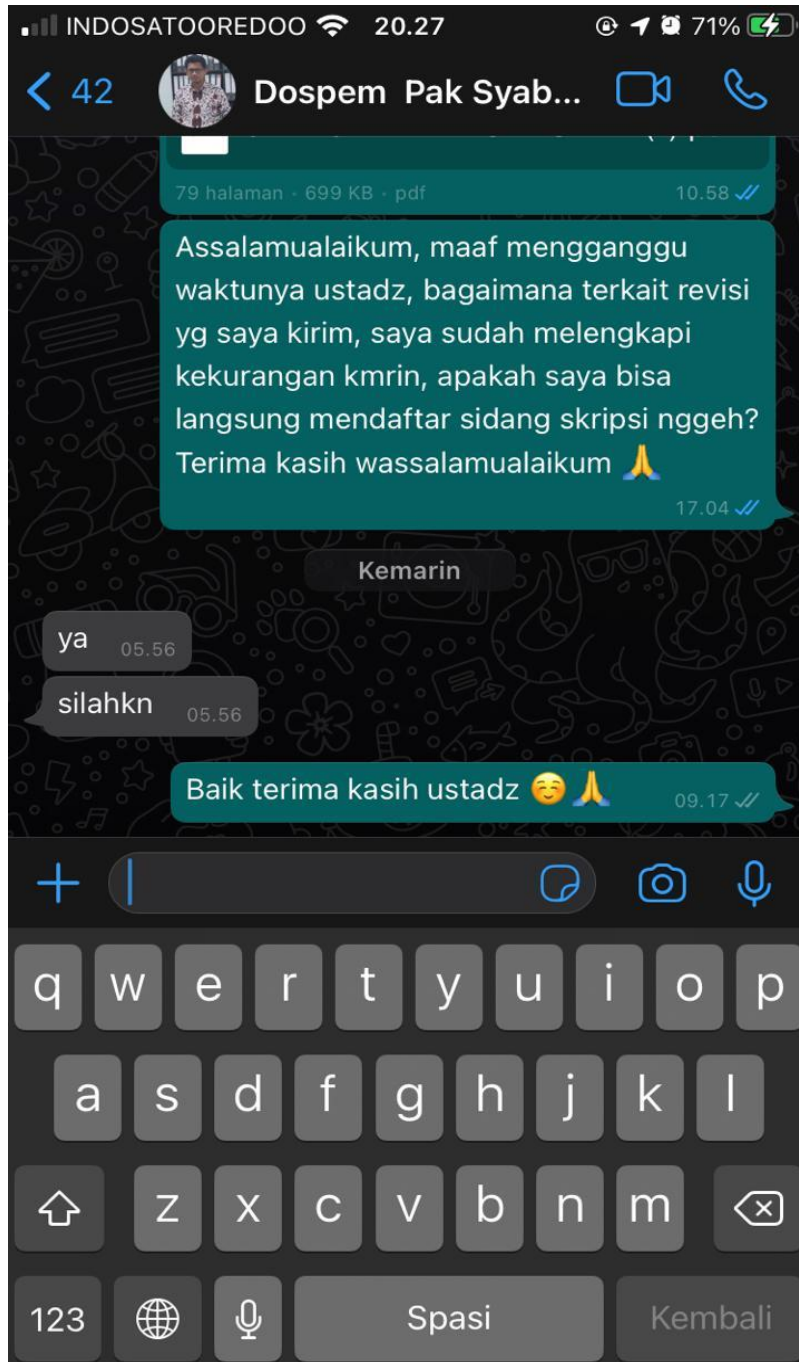 INDOSATOOREDOO 20.27 71%
42 Dospem Pak Syab...
79 halaman · 699 KB · pdf 10.58
Assalamualaikum, maaf mengganggu
waktunya ustadz, bagaimana terkait revisi
yg saya kirim, saya sudah melengkapi
kekurangan kmrin, apakah saya bisa
langsung mendaftar sidang skripsi nggeh?
Terima kasih wassalamualaikum 🙏
17.04
Kemarin
ya 05.56
silahkn 05.56
Baik terima kasih ustadz ☺️🙏 09.17
q w e r t y u i o p
a s d f g h j k l
z x c v b n m
123 Spasi Kembali